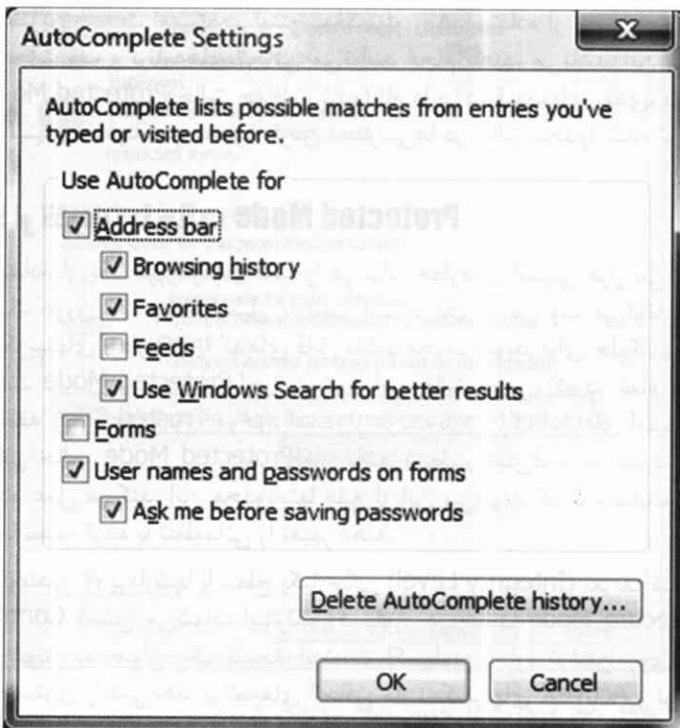 AutoComplete Settings
AutoComplete lists possible matches from entries you've
typed or visited before.
Use AutoComplete for
Address bar
Browsing history
Favorites
Feeds
Use Windows Search for better results
Forms
User names and passwords on forms
Ask me before saving passwords
Delete AutoComplete history...
OK
Cancel